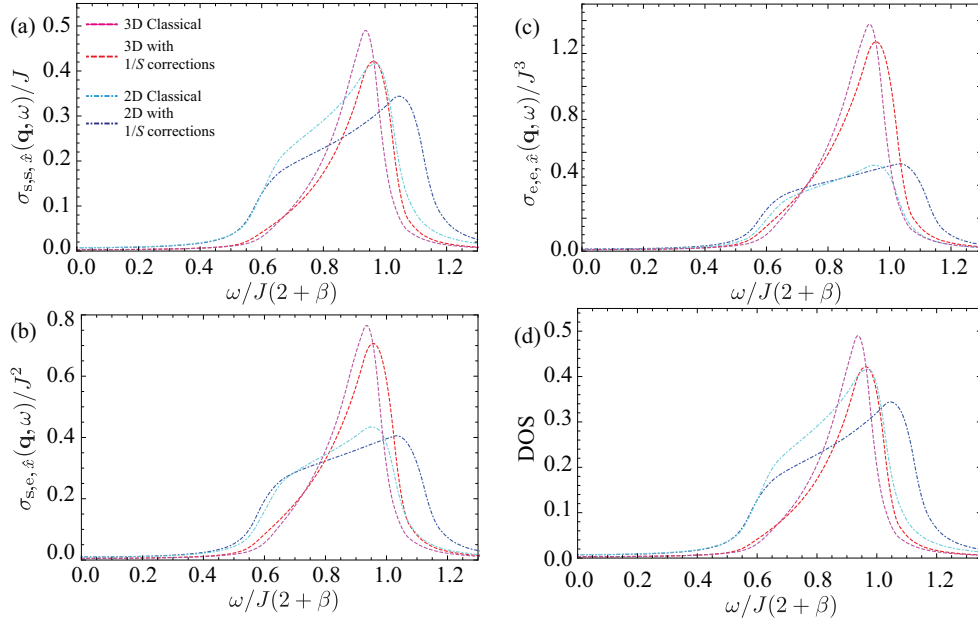 (a)
0.5
0.4
0.3
0.2
0.1
0.0
σs,s, x̂(q, ω)/J
3D Classical
3D with
1/S corrections
2D Classical
2D with
1/S corrections
0.0 0.2 0.4 0.6 0.8 1.0 1.2
ω/J(2 + β)
(c)
1.2
0.8
0.4
0.0
σe,e, x̂(q, ω)/J³
0.0 0.2 0.4 0.6 0.8 1.0 1.2
ω/J(2 + β)
(b)
0.8
0.6
0.4
0.2
0.0
σs,e, x̂(q, ω)/J²
0.0 0.2 0.4 0.6 0.8 1.0 1.2
ω/J(2 + β)
(d)
0.5
0.4
0.3
0.2
0.1
0.0
DOS
0.0 0.2 0.4 0.6 0.8 1.0 1.2
ω/J(2 + β)